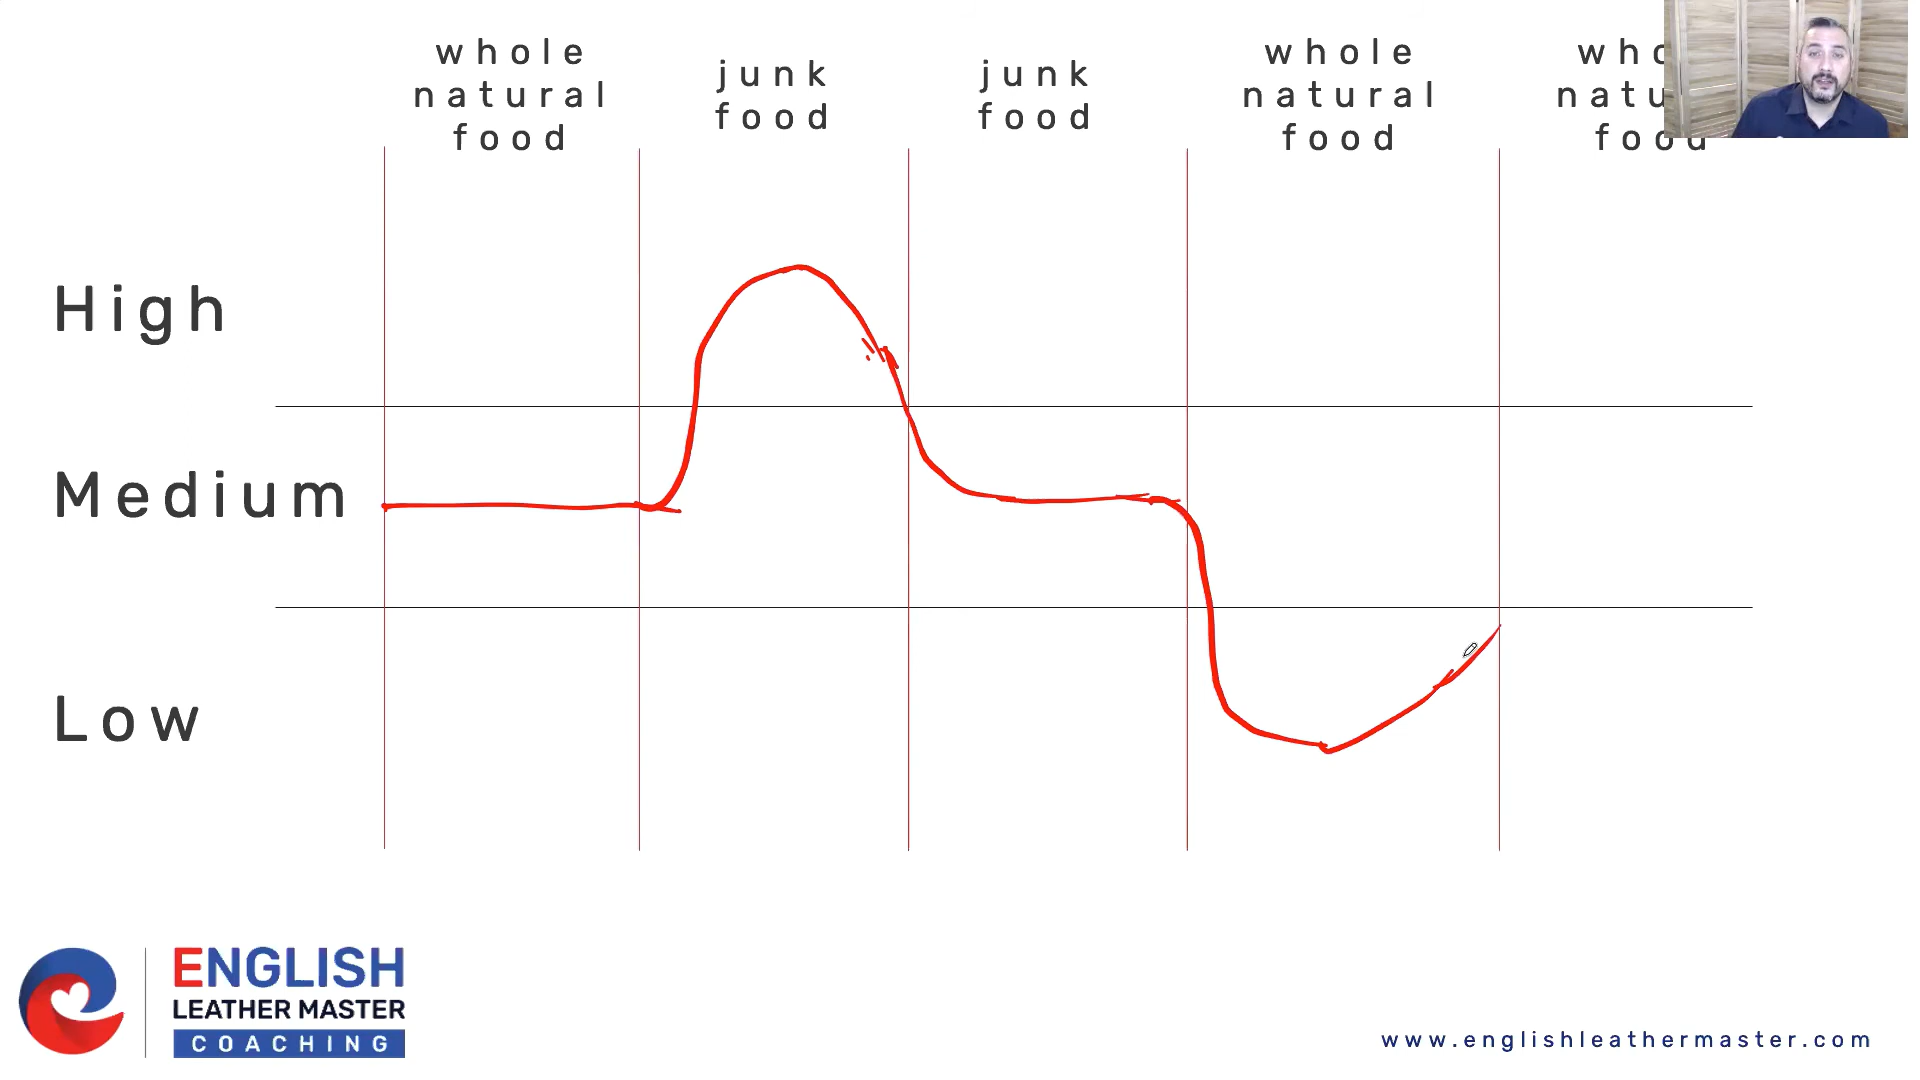 whole
natural
food
junk
food
junk
food
whole
natural
food
food
High
Medium
Low
ENGLISH
LEATHER MASTER
COACHING
www.englishleathermaster.com